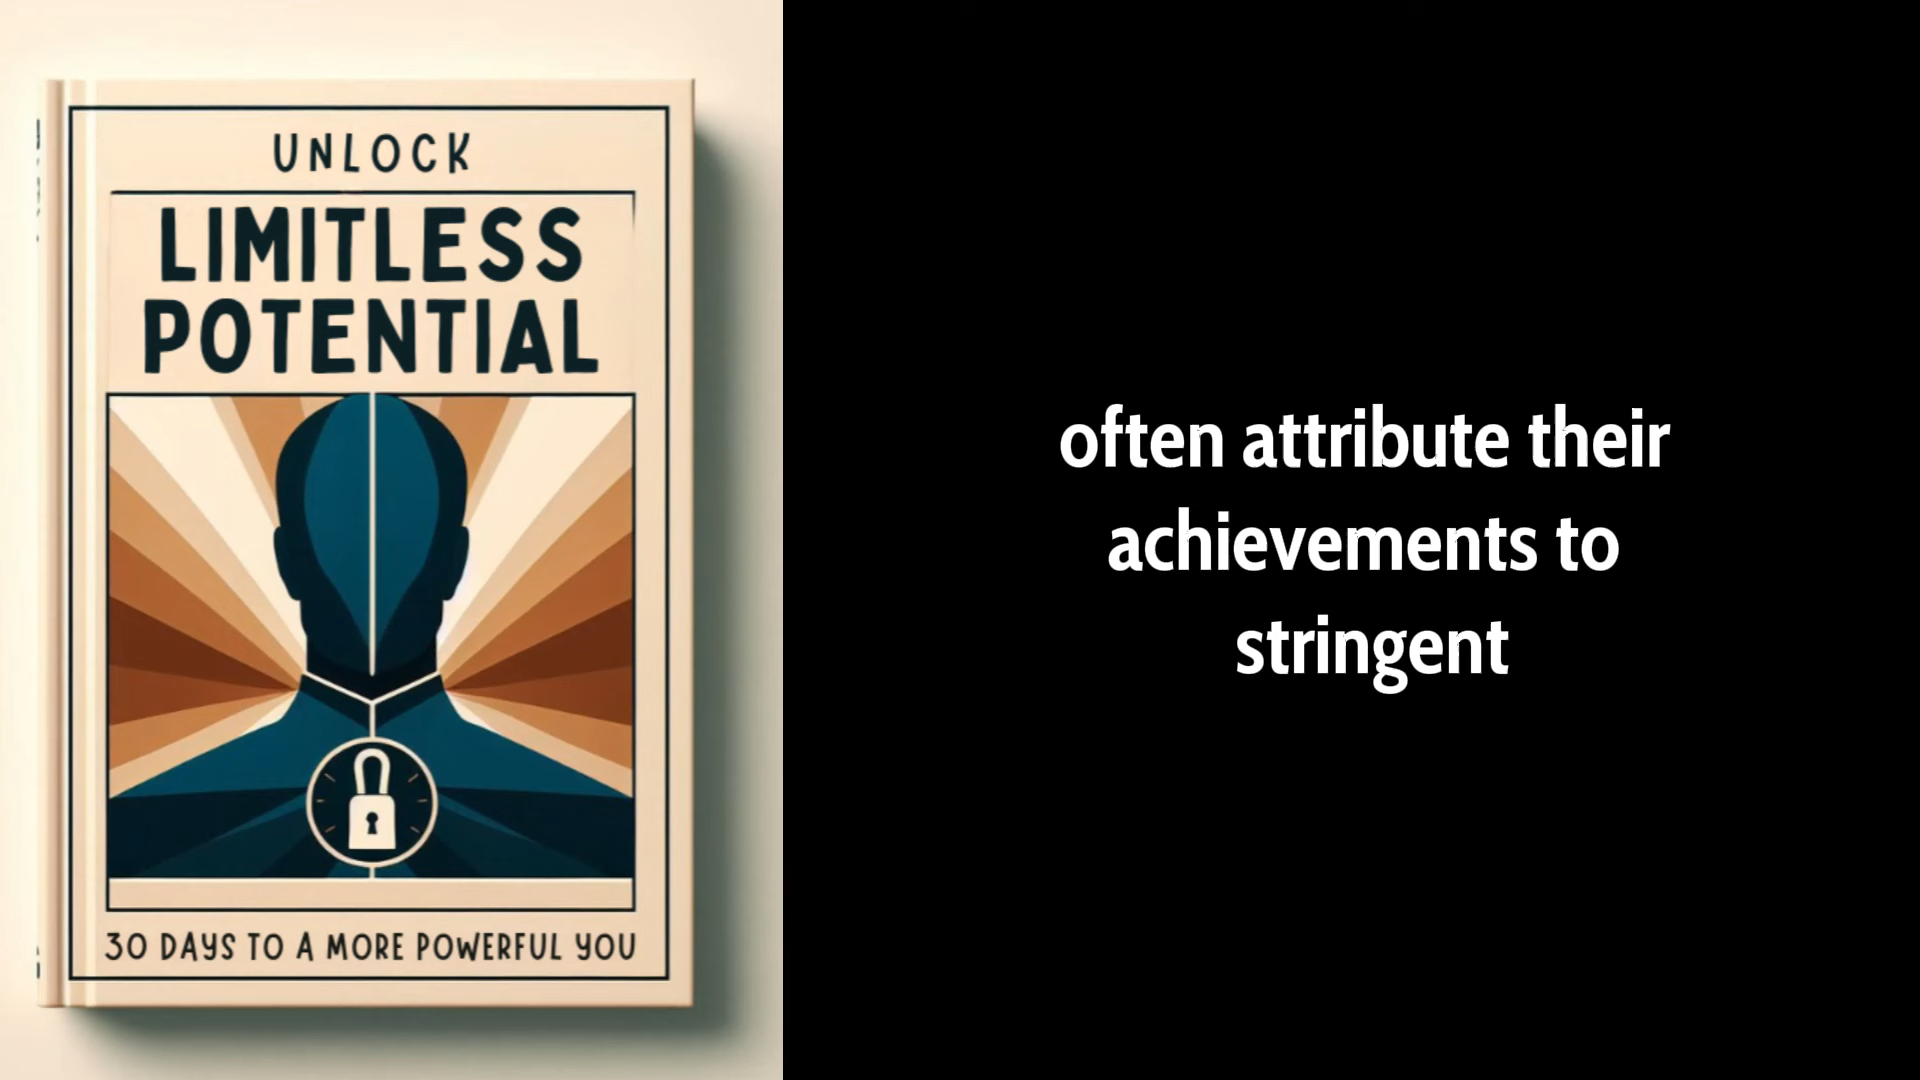 UNLOCK
LIMITLESS
POTENTIAL
30 DAYS TO A MORE POWERFUL YOU
often attribute their
achievements to
stringent